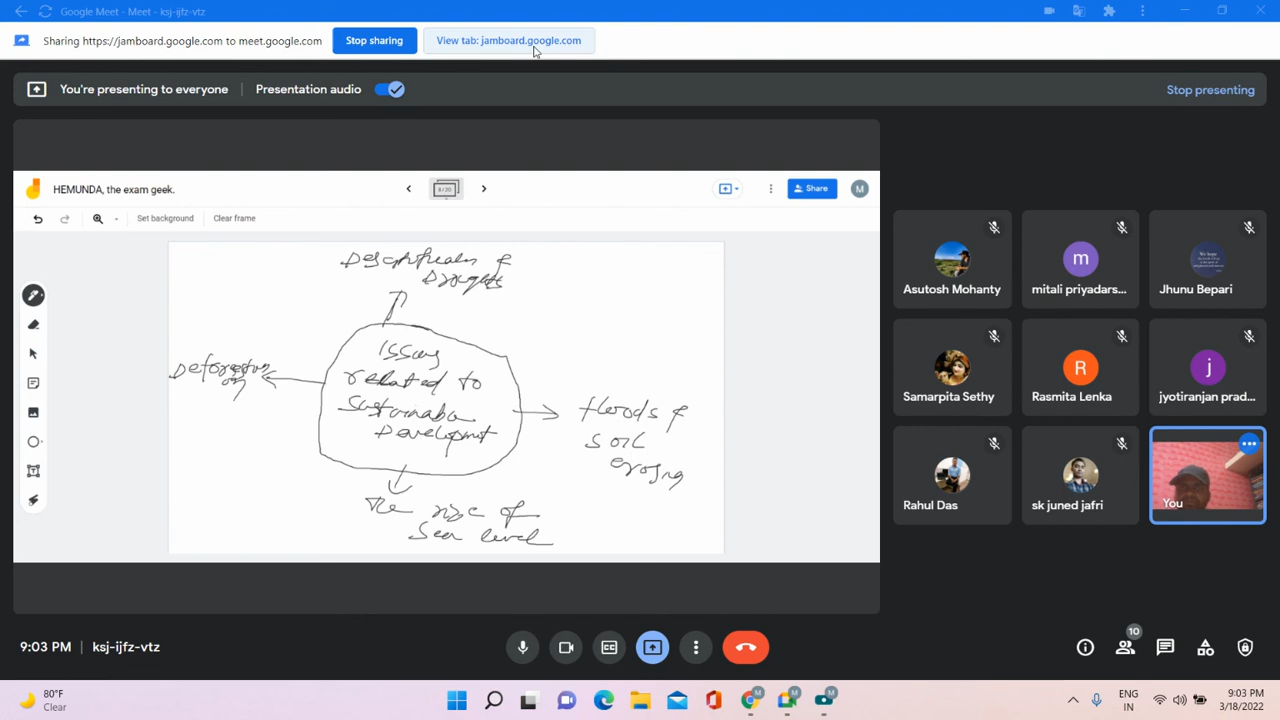 Google Meet - Meet - ksj-ijfz-vtz
Sharing https://jamboard.google.com to meet.google.com
Stop sharing
View tab: jamboard.google.com
You're presenting to everyone
Presentation audio
Stop presenting
HEMUNDA, the exam geek.
9/20
Share
M
Set background
Clear frame
&
Droughts
Issues
related to
Sustainable
Development
floods &
soil
The rise of
Sea level
Asutosh Mohanty
m
mitali priyadars...
Jhunu Bepari
Samarpita Sethy
R
Rasmita Lenka
j
jyotiranjan prad...
Rahul Das
sk juned jafri
You
9:03 PM
ksj-ijfz-vtz
CC
10
80°F
Clear
ENG
IN
9:03 PM
3/18/2022